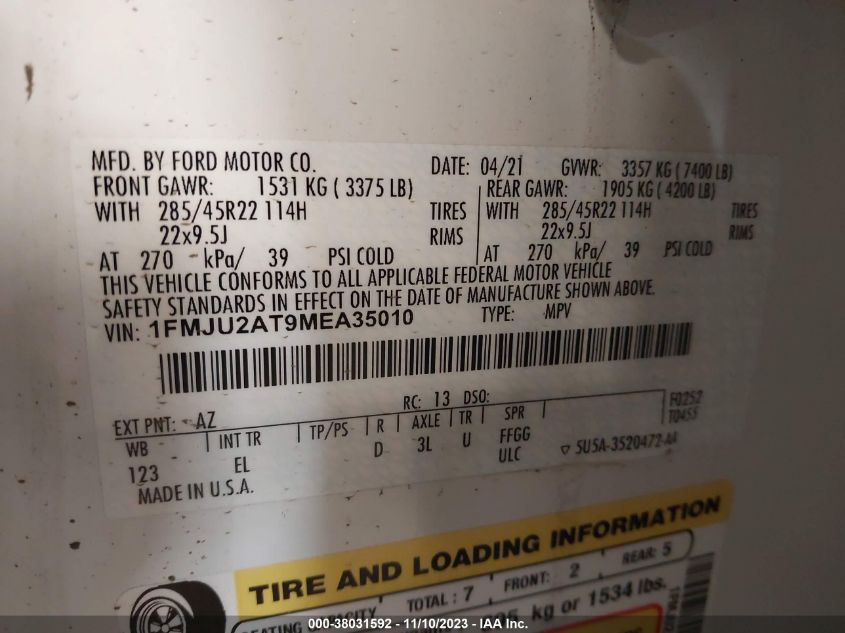 MFD. BY FORD MOTOR CO. DATE: 04/21 GVWR: 3357 KG ( 7400 LB)
FRONT GAWR: 1531 KG ( 3375 LB) REAR GAWR: 1905 KG ( 4200 LB)
WITH 285/45R22 114H TIRES WITH 285/45R22 114H TIRES
22x9.5J RIMS 22x9.5J RIMS
AT 270 kPa/ 39 PSI COLD AT 270 kPa/ 39 PSI COLD
THIS VEHICLE CONFORMS TO ALL APPLICABLE FEDERAL MOTOR VEHICLE
SAFETY STANDARDS IN EFFECT ON THE DATE OF MANUFACTURE SHOWN ABOVE.
VIN: 1FMJU2AT9MEA35010 TYPE: MPV
EXT PNT: AZ RC: 13 DSO: F0252
WB INT TR TP/PS R AXLE TR SPR T0455
123 EL D 3L U FFGG
ULC 5U5A-3520472-AA
MADE IN U.S.A.
TIRE AND LOADING INFORMATION
SEATING CAPACITY TOTAL : 7 FRONT: 2 REAR: 5
kg or 1534 lbs.
000-38031592 - 11/10/2023 - IAA Inc.